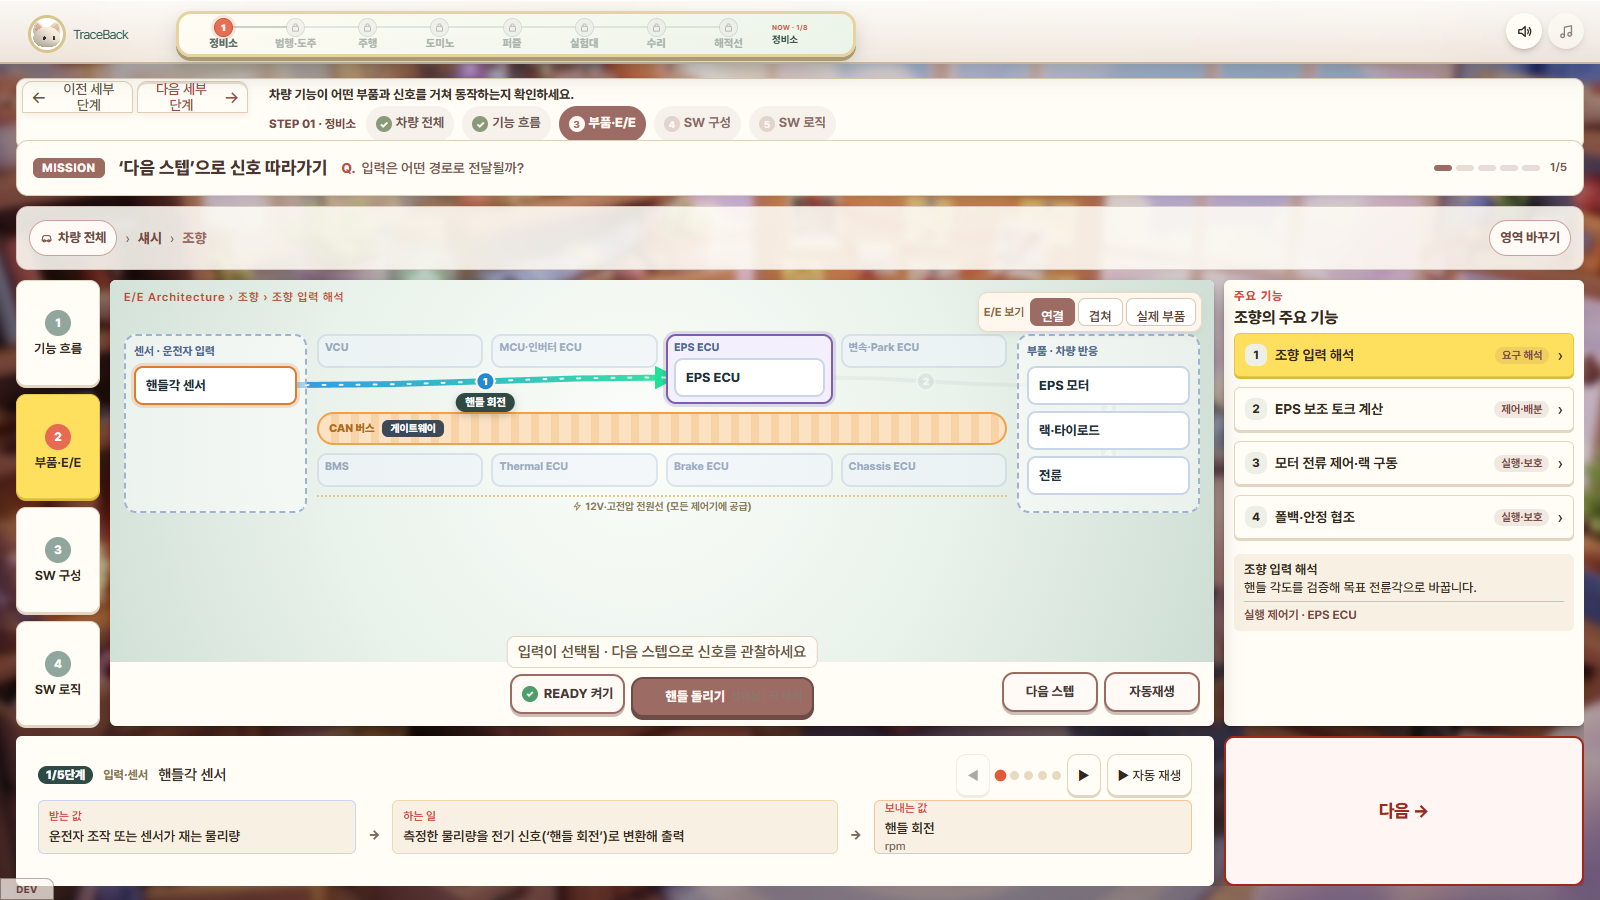 TraceBack
1
정비소
범행·도주
주행
도미노
퍼즐
실험대
수리
해적선
NOW · 1/8
정비소
← 이전 세부 단계
다음 세부 단계 →
차량 기능이 어떤 부품과 신호를 거쳐 동작하는지 확인하세요.
STEP 01 · 정비소
차량 전체
기능 흐름
3 부품·E/E
4 SW 구성
5 SW 로직
MISSION
‘다음 스텝’으로 신호 따라가기
Q. 입력은 어떤 경로로 전달될까?
1/5
차량 전체 › 섀시 › 조향
영역 바꾸기
1
기능 흐름
2
부품·E/E
3
SW 구성
4
SW 로직
E/E Architecture › 조향 › 조향 입력 해석
E/E 보기
연결
겹쳐
실제 부품
센서 · 운전자 입력
핸들각 센서
VCU
MCU·인버터 ECU
EPS ECU
EPS ECU
변속·Park ECU
1
핸들 회전
2
CAN 버스
게이트웨이
BMS
Thermal ECU
Brake ECU
Chassis ECU
12V·고전압 전원선 (모든 제어기에 공급)
부품 · 차량 반응
EPS 모터
랙·타이로드
전륜
입력이 선택됨 · 다음 스텝으로 신호를 관찰하세요
READY 켜기
핸들 돌리기
다음 스텝
자동재생
주요 기능
조향의 주요 기능
1 조향 입력 해석 요구 해석 ›
2 EPS 보조 토크 계산 제어·배분 ›
3 모터 전류 제어·랙 구동 실행·보호 ›
4 폴백·안정 협조 실행·보호 ›
조향 입력 해석
핸들 각도를 검증해 목표 전륜각으로 바꿉니다.
실행 제어기 · EPS ECU
1/5단계
입력·센서
핸들각 센서
◀
▶
▶ 자동 재생
받는 값
운전자 조작 또는 센서가 재는 물리량
→
하는 일
측정한 물리량을 전기 신호(‘핸들 회전’)로 변환해 출력
→
보내는 값
핸들 회전
rpm
다음 →
DEV